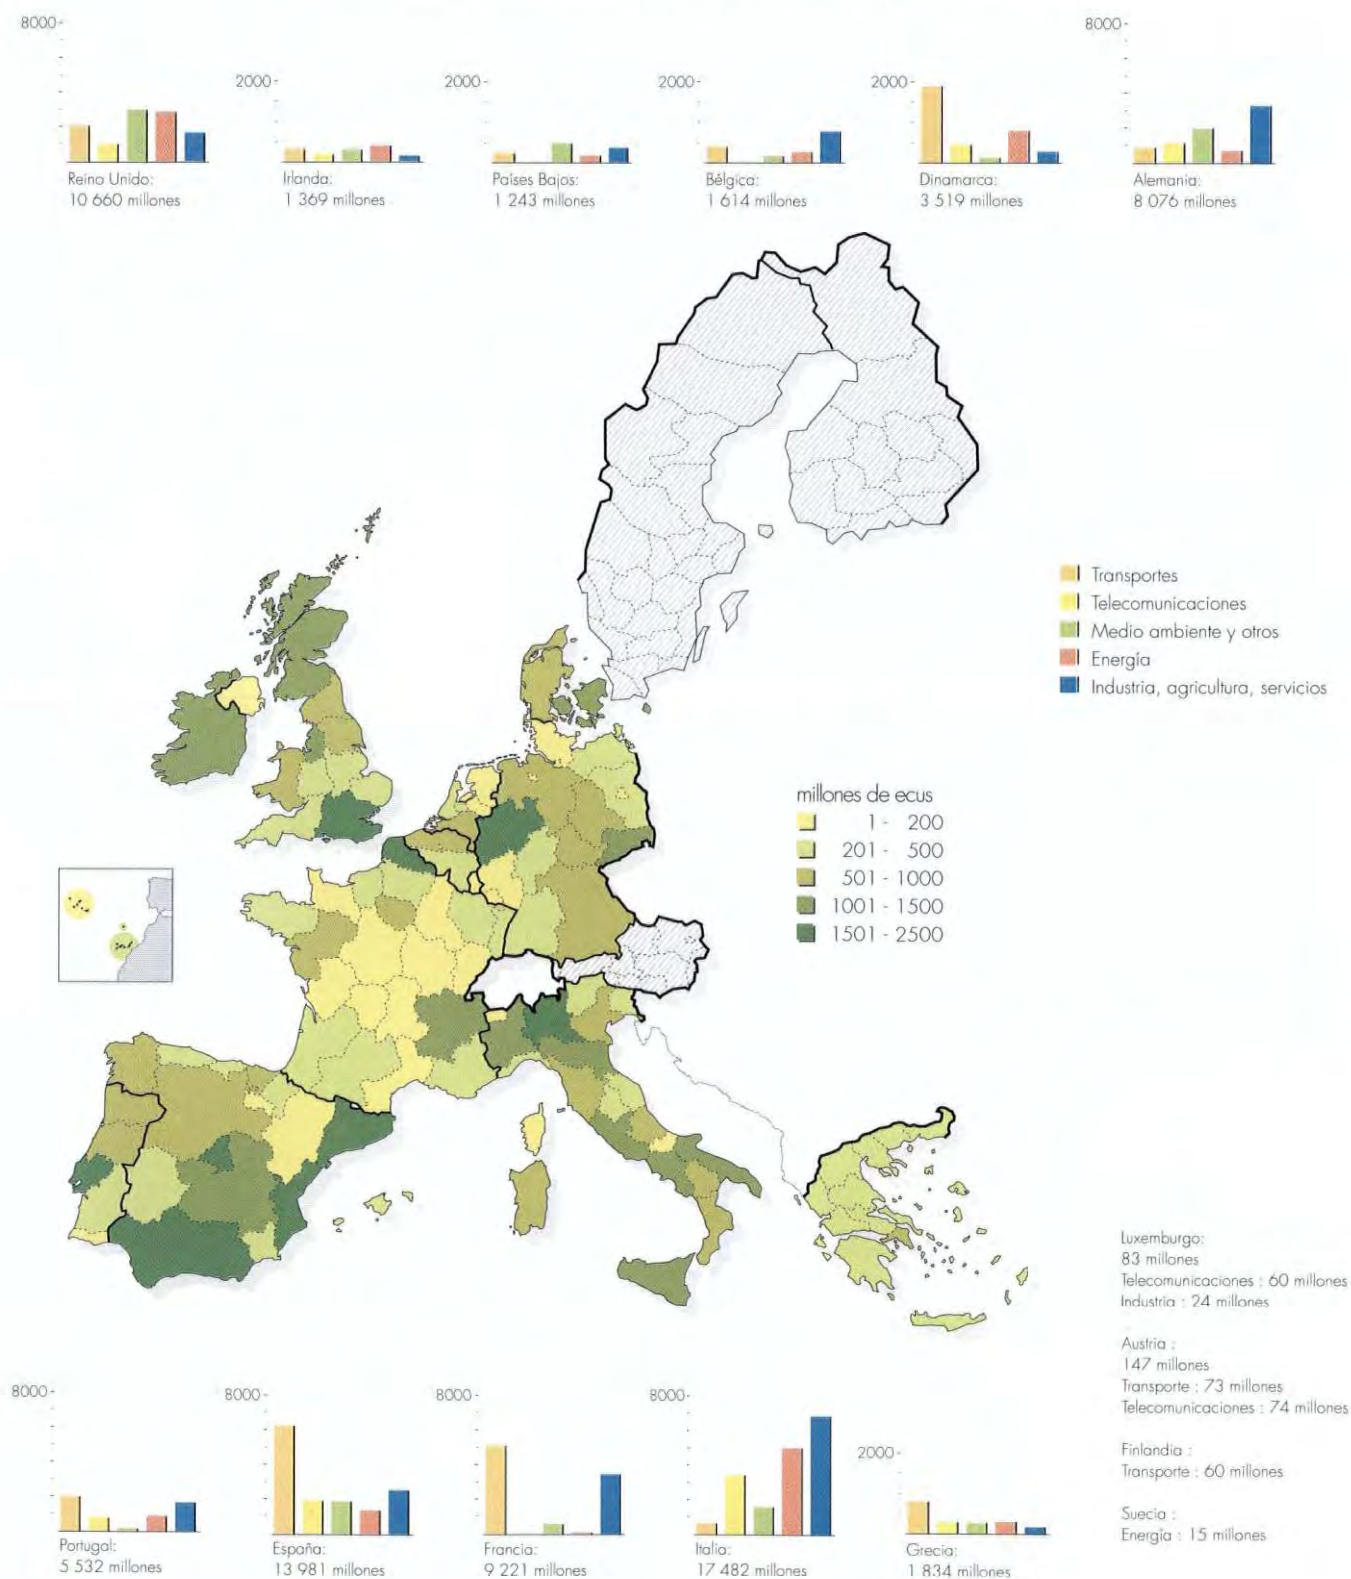 8000
8000
2000
2000
2000
2000
Reino Unido:
10 660 millones
Irlanda:
1 369 millones
Países Bajos:
1 243 millones
Bélgica:
1 614 millones
Dinamarca:
3 519 millones
Alemania:
8 076 millones
Transportes
Telecomunicaciones
Medio ambiente y otros
Energía
Industria, agricultura, servicios
millones de ecus
1 - 200
201 - 500
501 - 1000
1001 - 1500
1501 - 2500
Luxemburgo:
83 millones
Telecomunicaciones : 60 millones
Industria : 24 millones
Austria :
147 millones
Transporte : 73 millones
Telecomunicaciones : 74 millones
Finlandia :
Transporte : 60 millones
Suecia :
Energía : 15 millones
8000
8000
8000
8000
2000
Portugal:
5 532 millones
España:
13 981 millones
Francia:
9 221 millones
Italia:
17 482 millones
Grecia:
1 834 millones